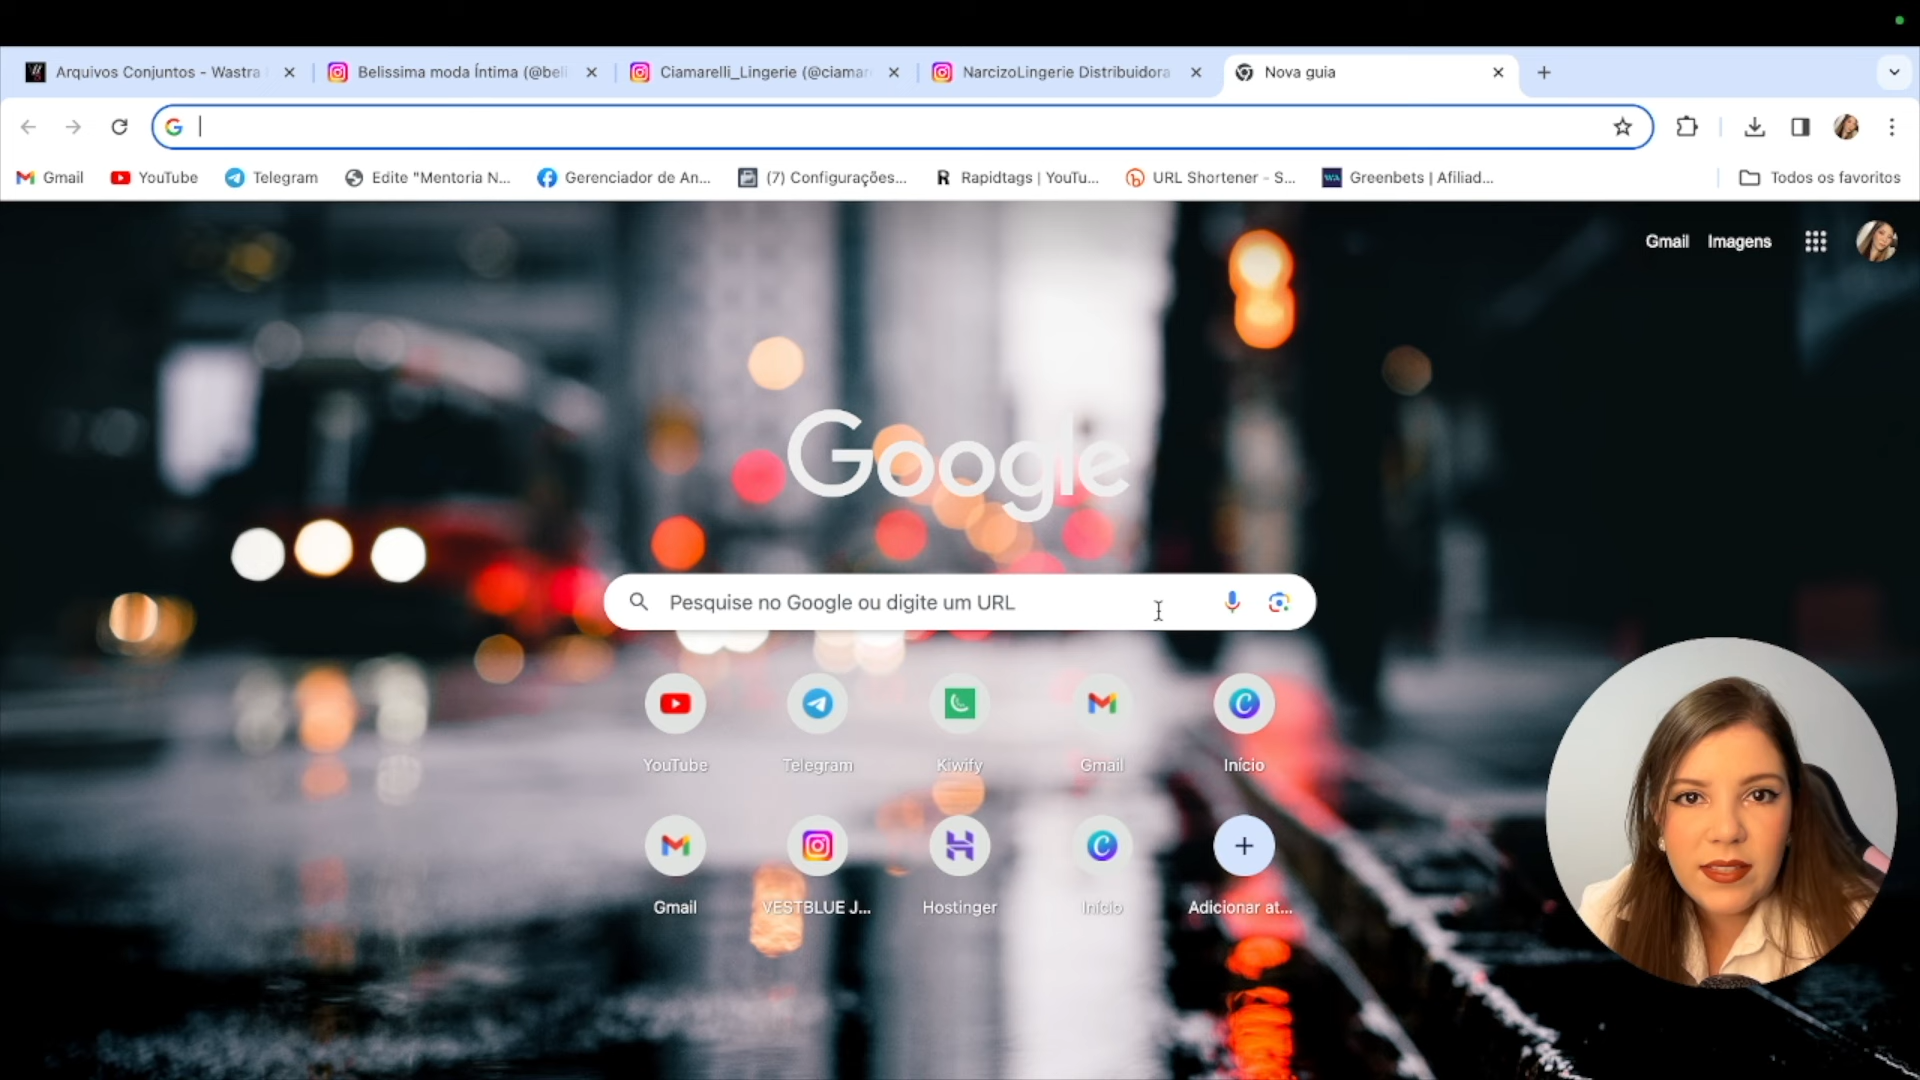 Arquivos Conjuntos - Wastra
Belissima moda Íntima (@beli
Ciamarelli_Lingerie (@ciamar
NarcizoLingerie Distribuidora
Nova guia
Gmail
YouTube
Telegram
Edite "Mentoria N...
Gerenciador de An...
(7) Configurações...
Rapidtags | YouTu...
URL Shortener - S...
Greenbets | Afiliad...
Todos os favoritos
Gmail
Imagens
Google
Pesquise no Google ou digite um URL
YouTube
Telegram
Kiwify
Gmail
Início
Gmail
VESTBLUE J...
Hostinger
Início
Adicionar at...